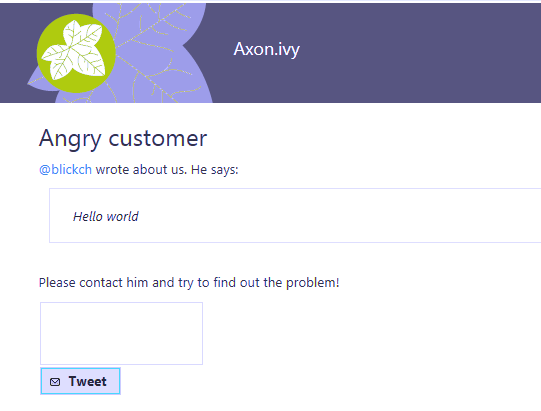 Axon.ivy
Angry customer
@blickch wrote about us. He says:
Hello world
Please contact him and try to find out the problem!
Tweet